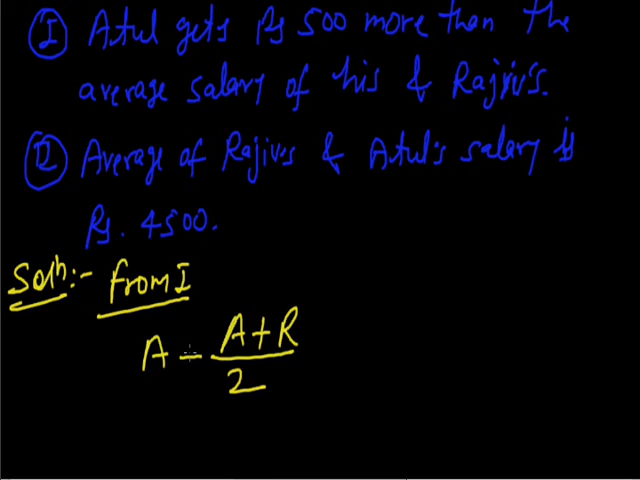 I Atul gets Rs 500 more than the
average salary of his & Rajiv's.
II Average of Rajiv's & Atul's salary is
Rs. 4500.
Soln:- from I
A - A+R
2